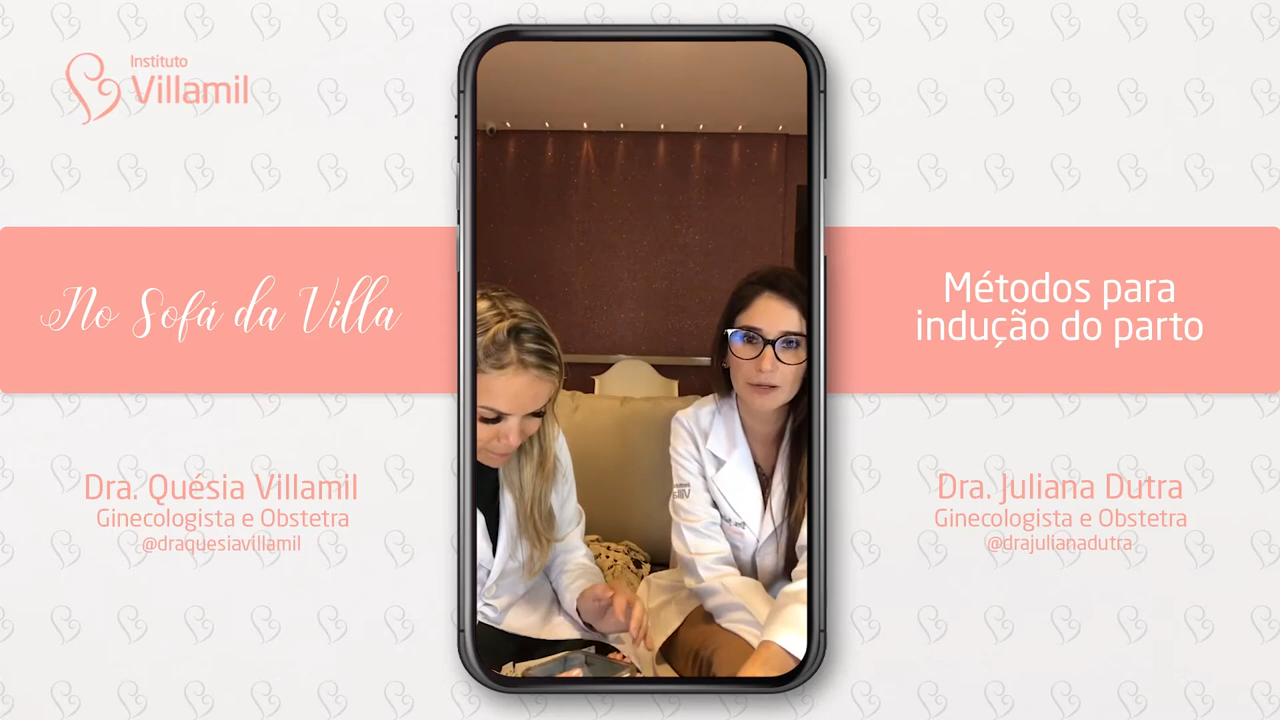 Instituto
Villamil
No Sofá da Villa
Métodos para
indução do parto
Dra. Quésia Villamil
Ginecologista e Obstetra
@draquesiavillamil
Dra. Juliana Dutra
Ginecologista e Obstetra
@drajulianadutra